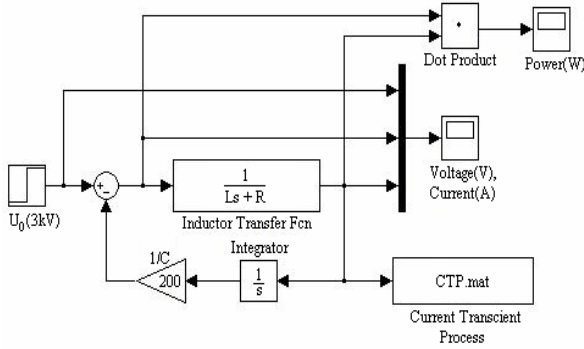 Dot Product
Power(W)
Voltage(V),
Current(A)
U0(3kV)
+
−
1
Ls + R
Inductor Transfer Fcn
Integrator
1/C
200
1
s
CTP.mat
Current Transcient
Process